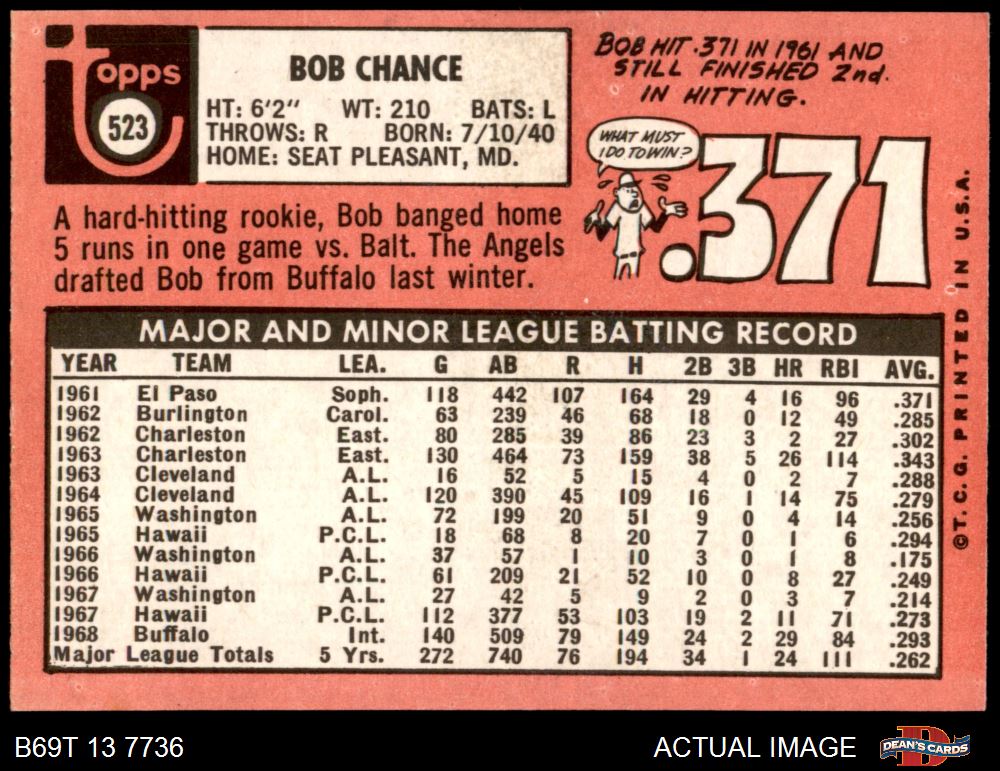 topps
523
BOB CHANCE
HT: 6'2" WT: 210 BATS: L
THROWS: R BORN: 7/10/40
HOME: SEAT PLEASANT, MD.
A hard-hitting rookie, Bob banged home
5 runs in one game vs. Balt. The Angels
drafted Bob from Buffalo last winter.
BOB HIT .371 IN 1961 AND
STILL FINISHED 2nd.
IN HITTING.
WHAT MUST
I DO TO WIN?
.371
MAJOR AND MINOR LEAGUE BATTING RECORD
YEAR TEAM LEA. G AB R H 2B 3B HR RBI AVG.
1961 El Paso Soph. 118 442 107 164 29 4 16 96 .371
1962 Burlington Carol. 63 239 46 68 18 0 12 49 .285
1962 Charleston East. 80 285 39 86 23 3 2 27 .302
1963 Charleston East. 130 464 73 159 38 5 26 114 .343
1963 Cleveland A.L. 16 52 5 15 4 0 2 7 .288
1964 Cleveland A.L. 120 390 45 109 16 1 14 75 .279
1965 Washington A.L. 72 199 20 51 9 0 4 14 .256
1965 Hawaii P.C.L. 18 68 8 20 7 0 1 6 .294
1966 Washington A.L. 37 57 1 10 3 0 1 8 .175
1966 Hawaii P.C.L. 61 209 21 52 10 0 8 27 .249
1967 Washington A.L. 27 42 5 9 2 0 3 7 .214
1967 Hawaii P.C.L. 112 377 53 103 19 2 11 71 .273
1968 Buffalo Int. 140 509 79 149 24 2 29 84 .293
Major League Totals 5 Yrs. 272 740 76 194 34 1 24 111 .262
©T.C.G. PRINTED IN U.S.A.
B69T 13 7736
ACTUAL IMAGE
DEAN'S CARDS